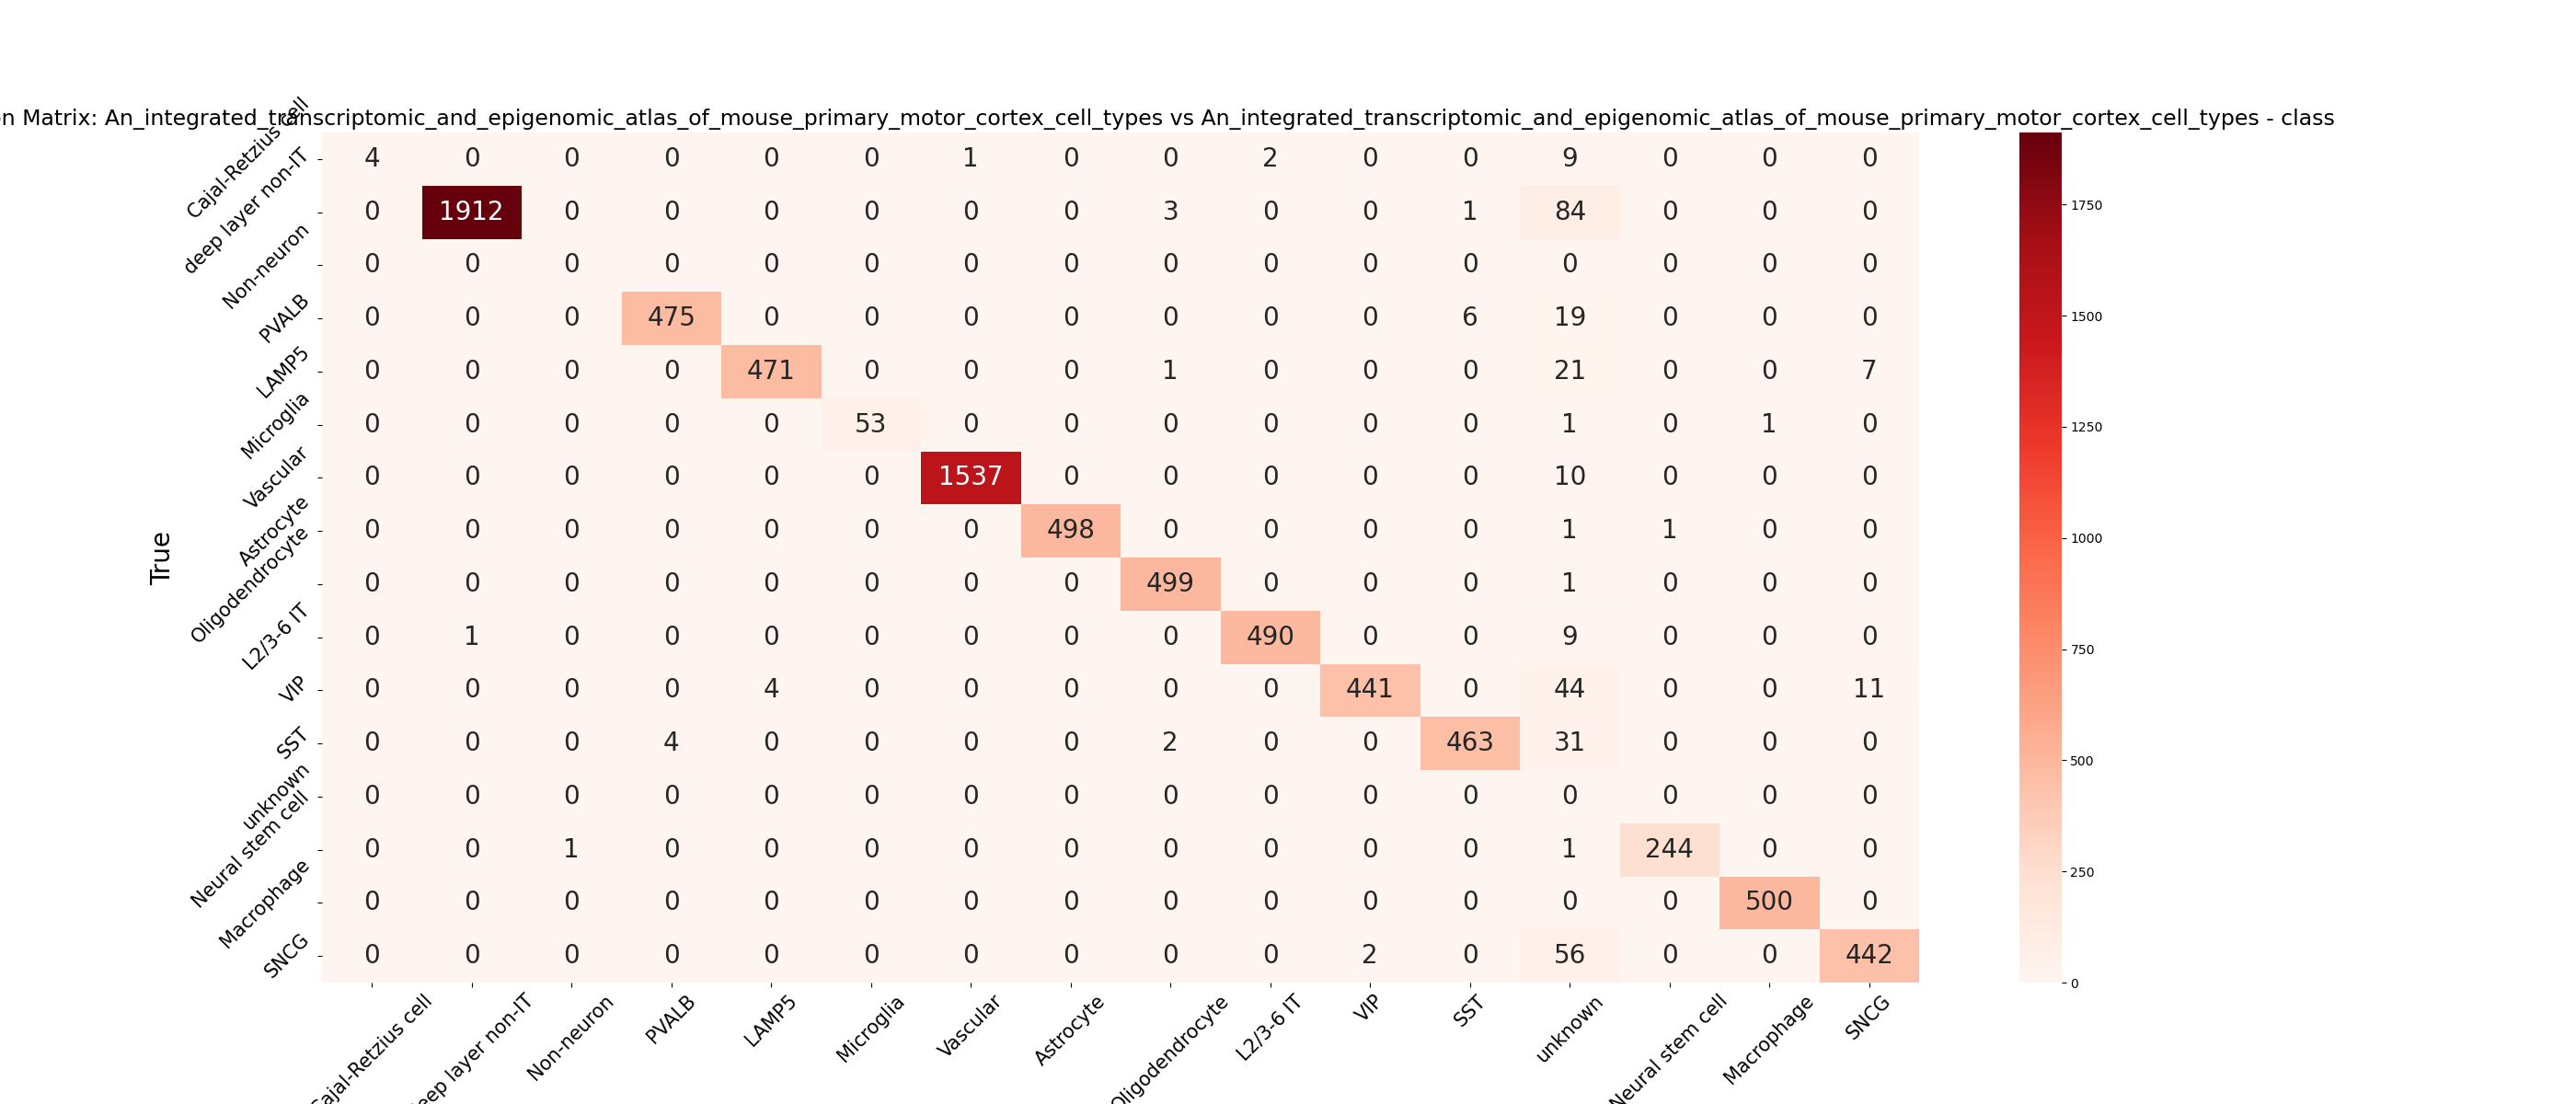 n Matrix: An_integrated_transcriptomic_and_epigenomic_atlas_of_mouse_primary_motor_cortex_cell_types vs An_integrated_transcriptomic_and_epigenomic_atlas_of_mouse_primary_motor_cortex_cell_types - class
Cajal-Retzius cell 4 0 0 0 0 0 1 0 0 2 0 0 9 0 0 0
deep layer non-IT 0 1912 0 0 0 0 0 0 3 0 0 1 84 0 0 0
Non-neuron 0 0 0 0 0 0 0 0 0 0 0 0 0 0 0 0
PVALB 0 0 0 475 0 0 0 0 0 0 0 6 19 0 0 0
LAMP5 0 0 0 0 471 0 0 0 1 0 0 0 21 0 0 7
Microglia 0 0 0 0 0 53 0 0 0 0 0 0 1 0 1 0
Vascular 0 0 0 0 0 0 1537 0 0 0 0 0 10 0 0 0
Astrocyte 0 0 0 0 0 0 0 498 0 0 0 0 1 1 0 0
Oligodendrocyte 0 0 0 0 0 0 0 0 499 0 0 0 1 0 0 0
L2/3-6 IT 0 1 0 0 0 0 0 0 0 490 0 0 9 0 0 0
VIP 0 0 0 0 4 0 0 0 0 0 441 0 44 0 0 11
SST 0 0 0 4 0 0 0 0 2 0 0 463 31 0 0 0
unknown 0 0 0 0 0 0 0 0 0 0 0 0 0 0 0 0
Neural stem cell 0 0 1 0 0 0 0 0 0 0 0 0 1 244 0 0
Macrophage 0 0 0 0 0 0 0 0 0 0 0 0 0 0 500 0
SNCG 0 0 0 0 0 0 0 0 0 0 2 0 56 0 0 442
True
Cajal-Retzius cell
eep layer non-IT
Non-neuron
PVALB
LAMP5
Microglia
Vascular
Astrocyte
Oligodendrocyte
L2/3-6 IT
VIP
SST
unknown
Neural stem cell
Macrophage
SNCG
1750
1500
1250
1000
750
500
250
0